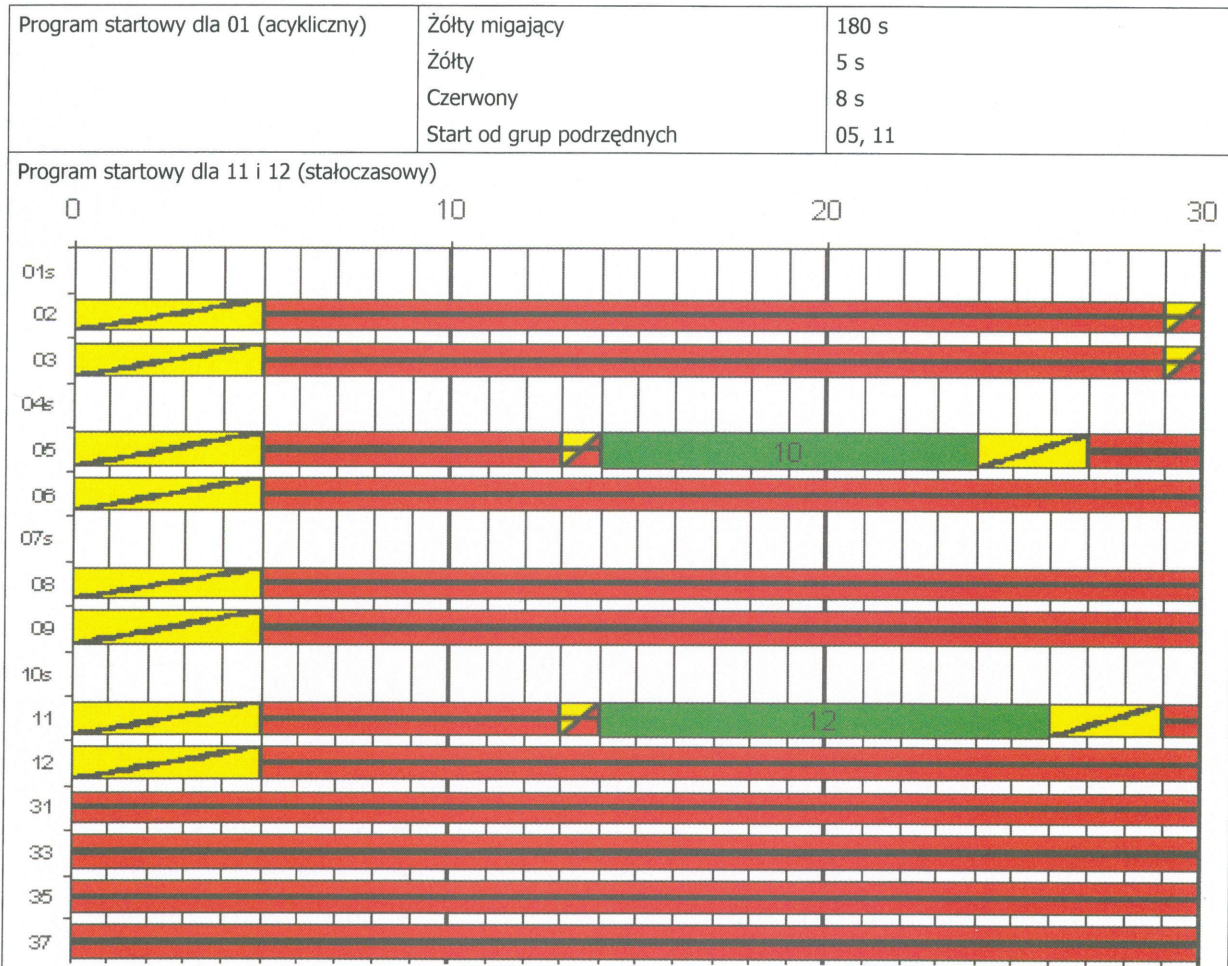 Program startowy dla 01 (acykliczny) Żółty migający 180 s
Żółty 5 s
Czerwony 8 s
Start od grup podrzędnych 05, 11
Program startowy dla 11 i 12 (stałoczasowy)
0 10 20 30
01s
02
03
04s
05 10
06
07s
08
09
10s
11 12
12
31
33
35
37